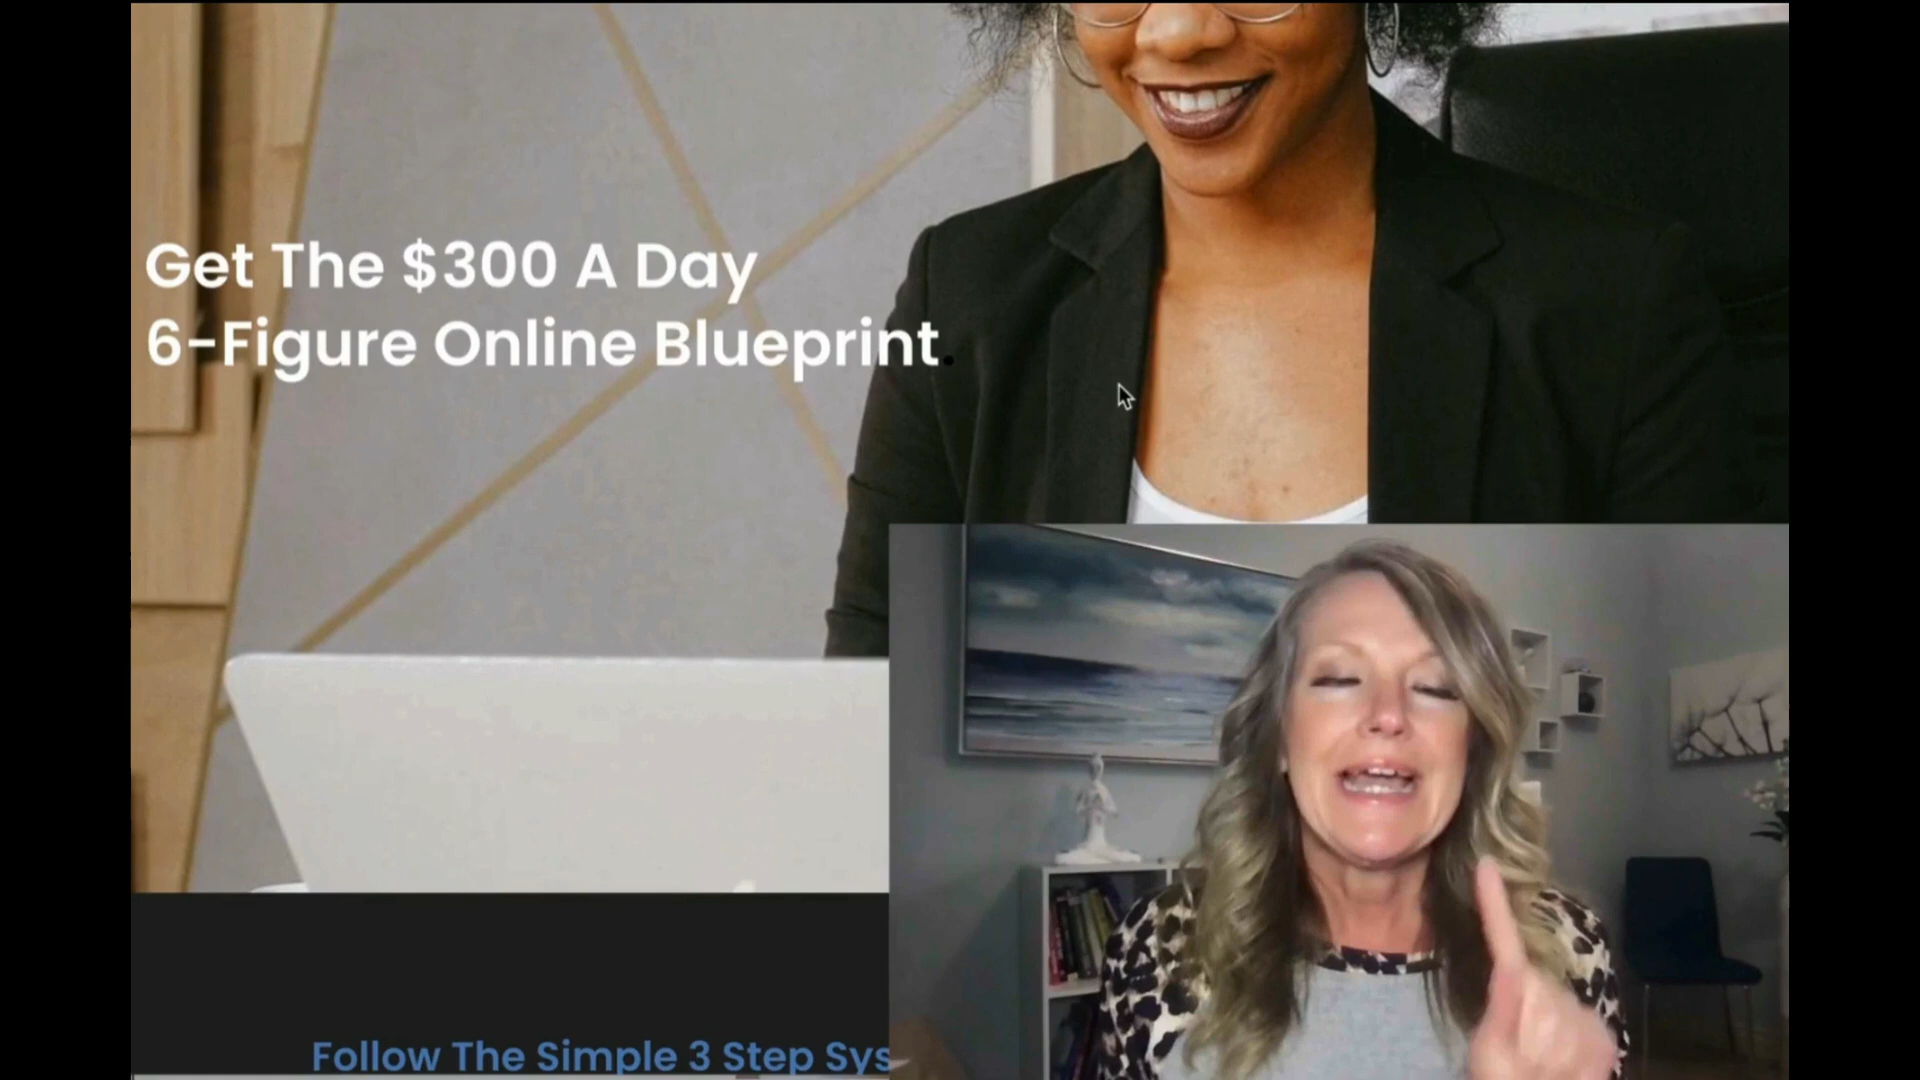 Get The $300 A Day
6-Figure Online Blueprint.
Follow The Simple 3 Step Sys